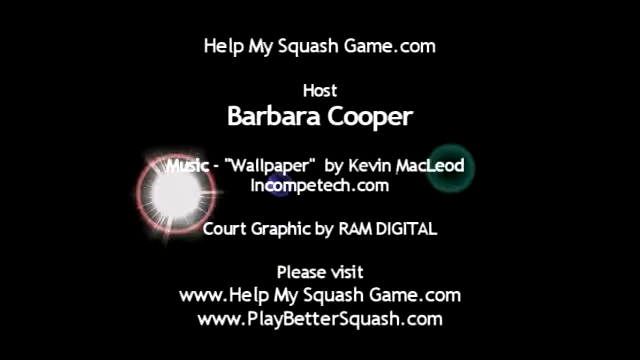 Help My Squash Game.com
Host
Barbara Cooper
Music - "Wallpaper" by Kevin MacLeod
Incompetech.com
Court Graphic by RAM DIGITAL
Please visit
www.Help My Squash Game.com
www.PlayBetterSquash.com